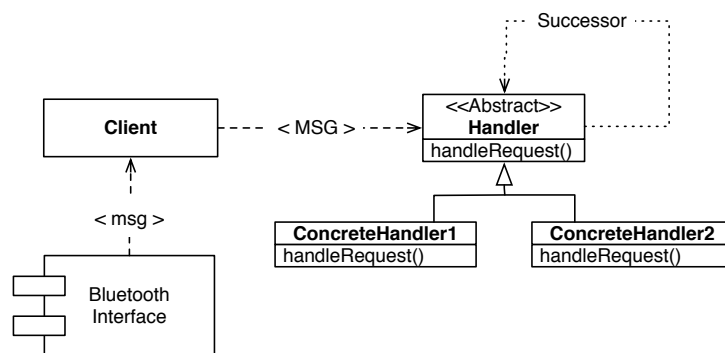 Successor
<<Abstract>>
Handler
handleRequest()
Client
< MSG >
< msg >
ConcreteHandler1
handleRequest()
ConcreteHandler2
handleRequest()
Bluetooth
Interface